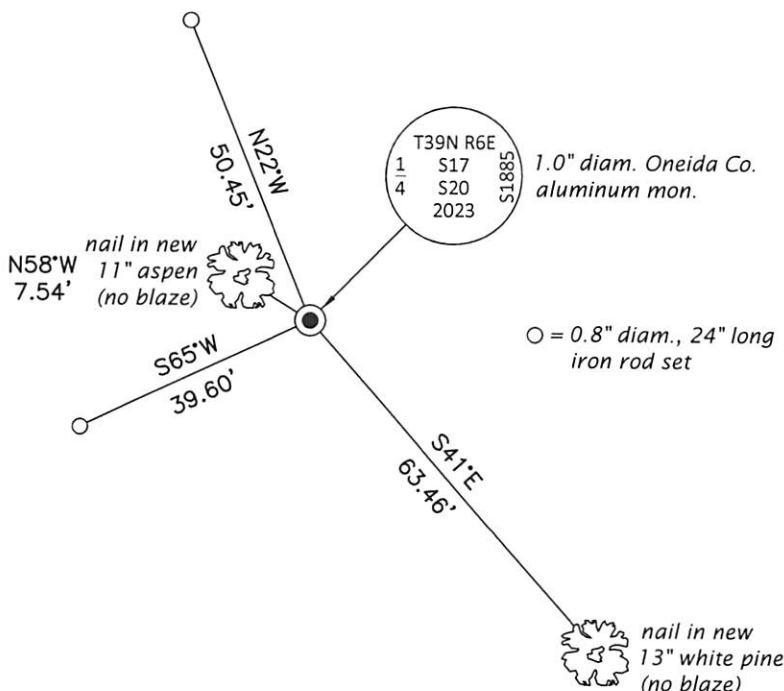 N22°W
50.45'
T39N R6E
1/4
S17
S20
2023
S1885
1.0" diam. Oneida Co.
aluminum mon.
N58°W
7.54'
nail in new
11" aspen
(no blaze)
S65°W
39.60'
O = 0.8" diam., 24" long
iron rod set
S41°E
63.46'
nail in new
13" white pine
(no blaze)